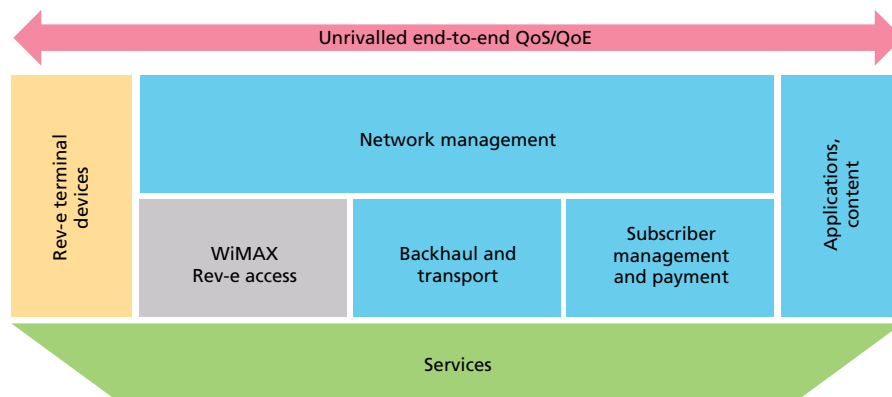 Unrivalled end-to-end QoS/QoE
Rev-e terminal
devices
Network management
Applications,
content
WiMAX
Rev-e access
Backhaul and
transport
Subscriber
management
and payment
Services